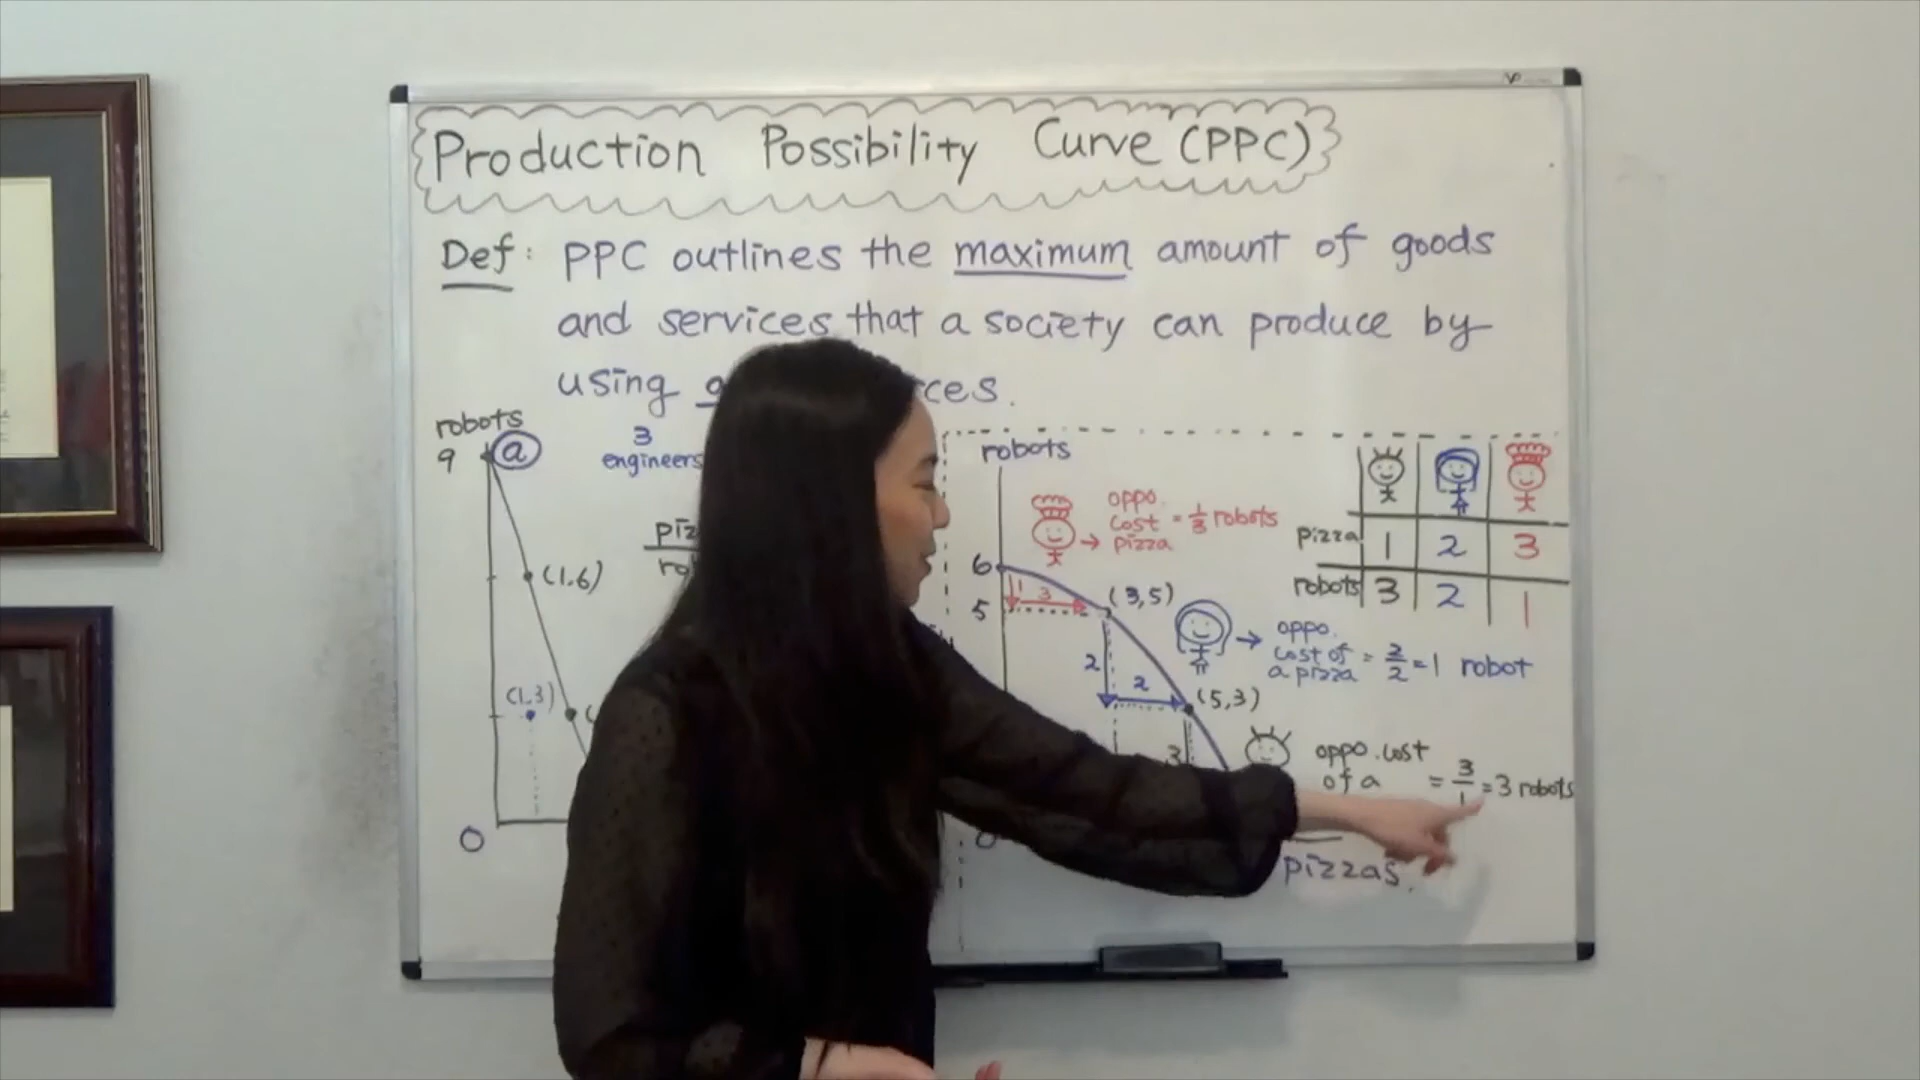 Production Possibility Curve (PPC)
Def: PPC outlines the maximum amount of goods
and services that a society can produce by
using
robots
9
a
3
engineers
(1,6)
(1,3)
0
robots
oppo.
cost = 1/3 robots
pizza
6
5
1
3
(3,5)
2
2
(5,3)
3
pizza 1 2 3
robots 3 2 1
oppo.
cost of = 2/2 = 1 robot
a pizza
oppo. cost
of a = 3/1 = 3 robots
pizzas.